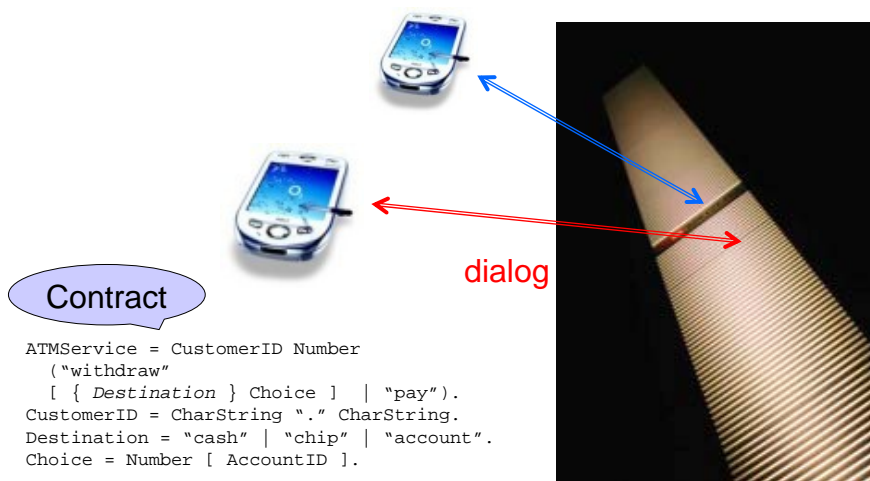 dialog
Contract
ATMService = CustomerID Number
(“withdraw”
[ { Destination } Choice ] | “pay”).
CustomerID = CharString “.” CharString.
Destination = “cash” | “chip” | “account”.
Choice = Number [ AccountID ].